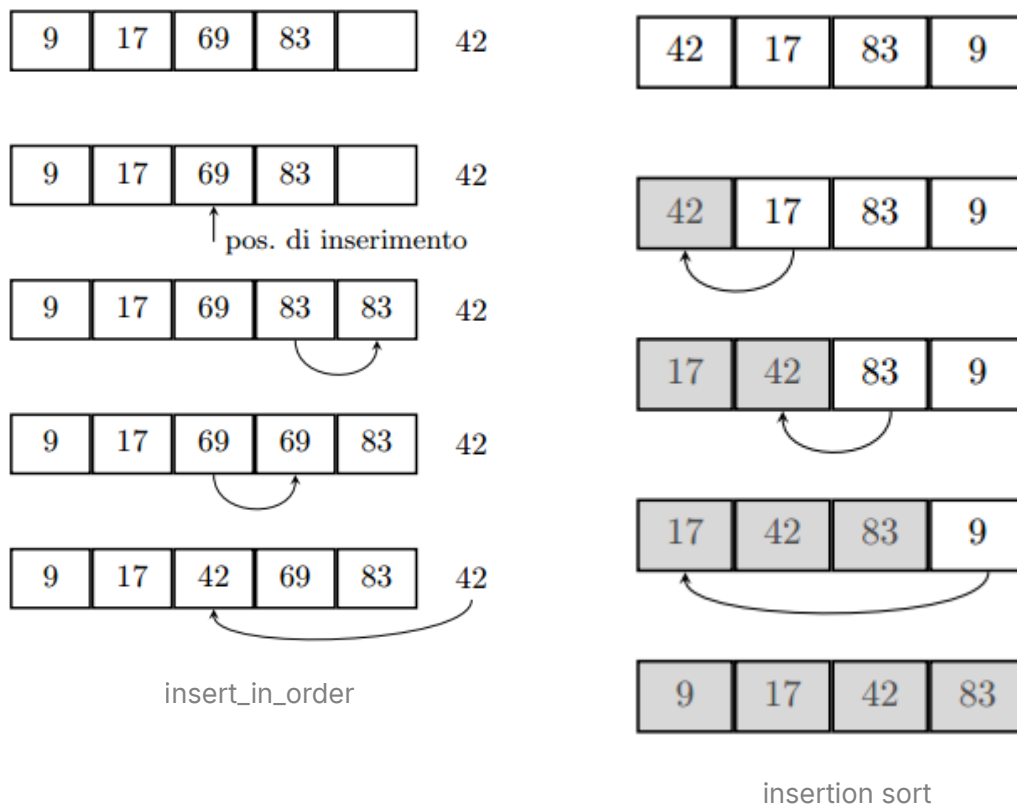 9 17 69 83 42
9 17 69 83 42
pos. di inserimento
9 17 69 83 83 42
9 17 69 69 83 42
9 17 42 69 83 42
insert_in_order
42 17 83 9
42 17 83 9
17 42 83 9
17 42 83 9
9 17 42 83
insertion sort